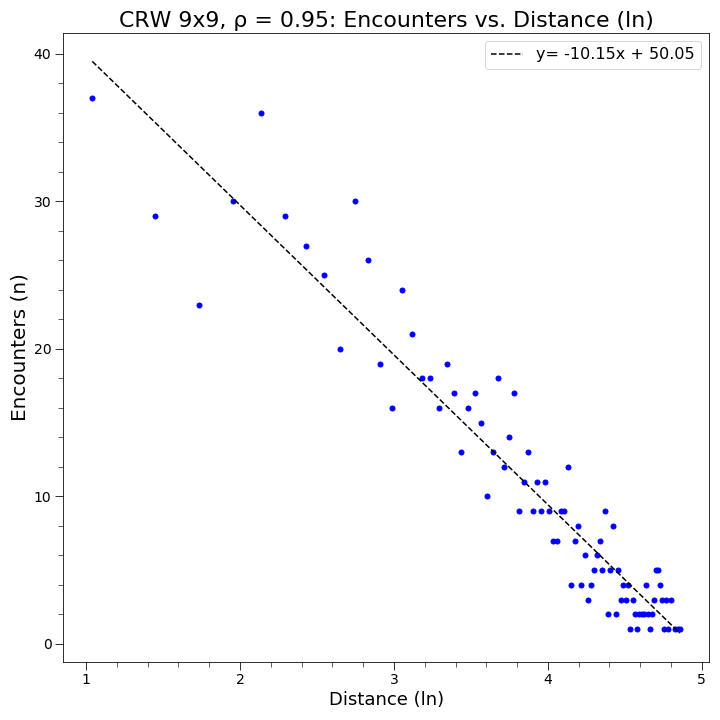 CRW 9x9, ρ = 0.95: Encounters vs. Distance (ln)
y= -10.15x + 50.05
40
30
20
10
0
Encounters (n)
1 2 3 4 5
Distance (ln)